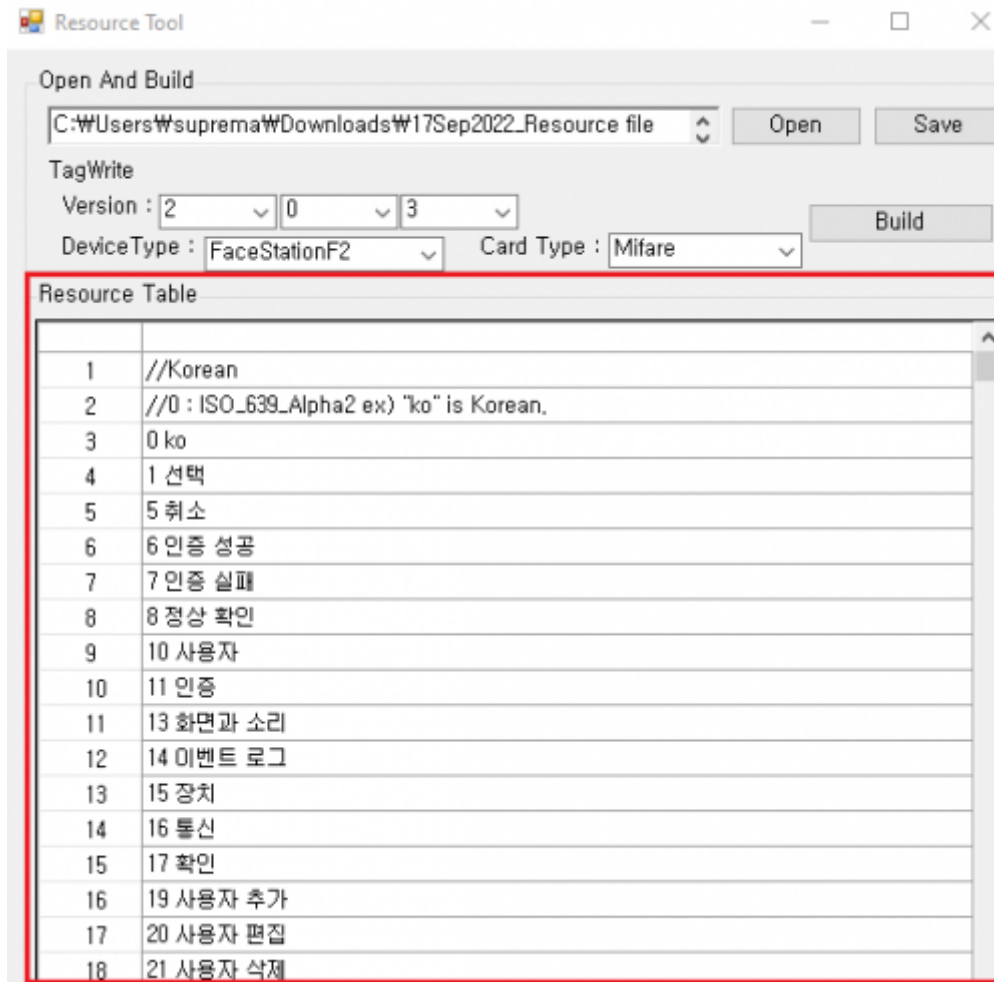 Resource Tool
Open And Build
C:₩Users₩suprema₩Downloads₩17Sep2022_Resource file
Open
Save
TagWrite
Version : 2 0 3
Build
DeviceType : FaceStationF2
Card Type : Mifare
Resource Table
1 //Korean
2 //0 : ISO_639_Alpha2 ex) "ko" is Korean.
3 0 ko
4 1 선택
5 5 취소
6 6 인증 성공
7 7 인증 실패
8 8 정상 확인
9 10 사용자
10 11 인증
11 13 화면과 소리
12 14 이벤트 로그
13 15 장치
14 16 통신
15 17 확인
16 19 사용자 추가
17 20 사용자 편집
18 21 사용자 삭제